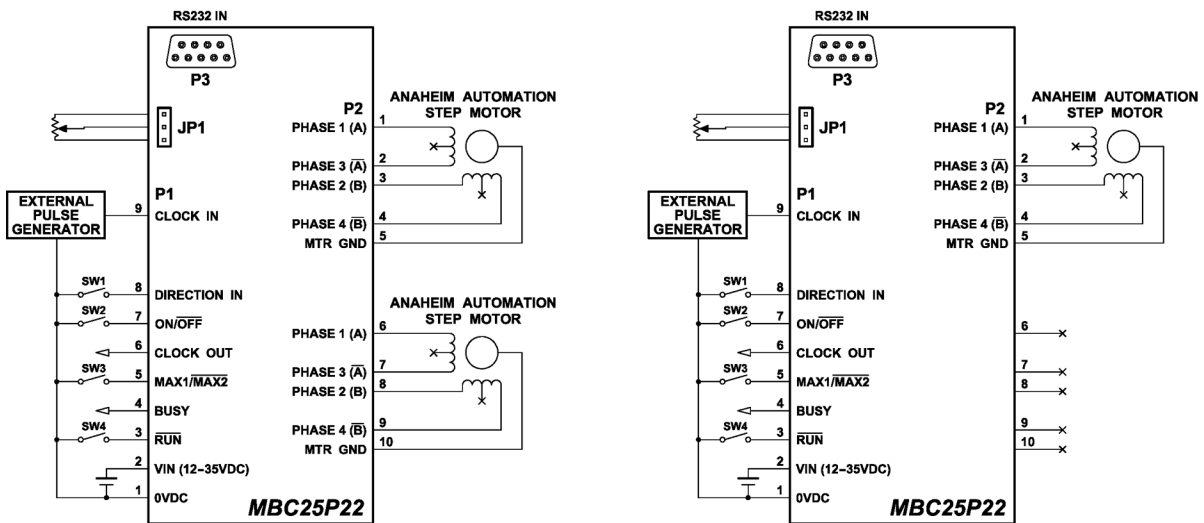 RS232 IN
P3
JP1
P2
ANAHEIM AUTOMATION
STEP MOTOR
1
PHASE 1 (A)
2
PHASE 3 (A̅)
3
PHASE 2 (B)
4
PHASE 4 (B̅)
5
MTR GND
P1
EXTERNAL
PULSE
GENERATOR
9 CLOCK IN
SW1
8 DIRECTION IN
SW2
7 ON/O̅F̅F̅
6 CLOCK OUT
SW3
5 MAX1/M̅A̅X̅2̅
4 BUSY
SW4
3 R̅U̅N̅
2 VIN (12-35VDC)
1 0VDC
ANAHEIM AUTOMATION
STEP MOTOR
6
PHASE 1 (A)
7
PHASE 3 (A̅)
8
PHASE 2 (B)
9
PHASE 4 (B̅)
10
MTR GND
MBC25P22
RS232 IN
P3
JP1
P2
ANAHEIM AUTOMATION
STEP MOTOR
1
PHASE 1 (A)
2
PHASE 3 (A̅)
3
PHASE 2 (B)
4
PHASE 4 (B̅)
5
MTR GND
P1
EXTERNAL
PULSE
GENERATOR
9 CLOCK IN
SW1
8 DIRECTION IN
SW2
7 ON/O̅F̅F̅
6 CLOCK OUT
SW3
5 MAX1/M̅A̅X̅2̅
4 BUSY
SW4
3 R̅U̅N̅
2 VIN (12-35VDC)
1 0VDC
6
7
8
9
10
MBC25P22